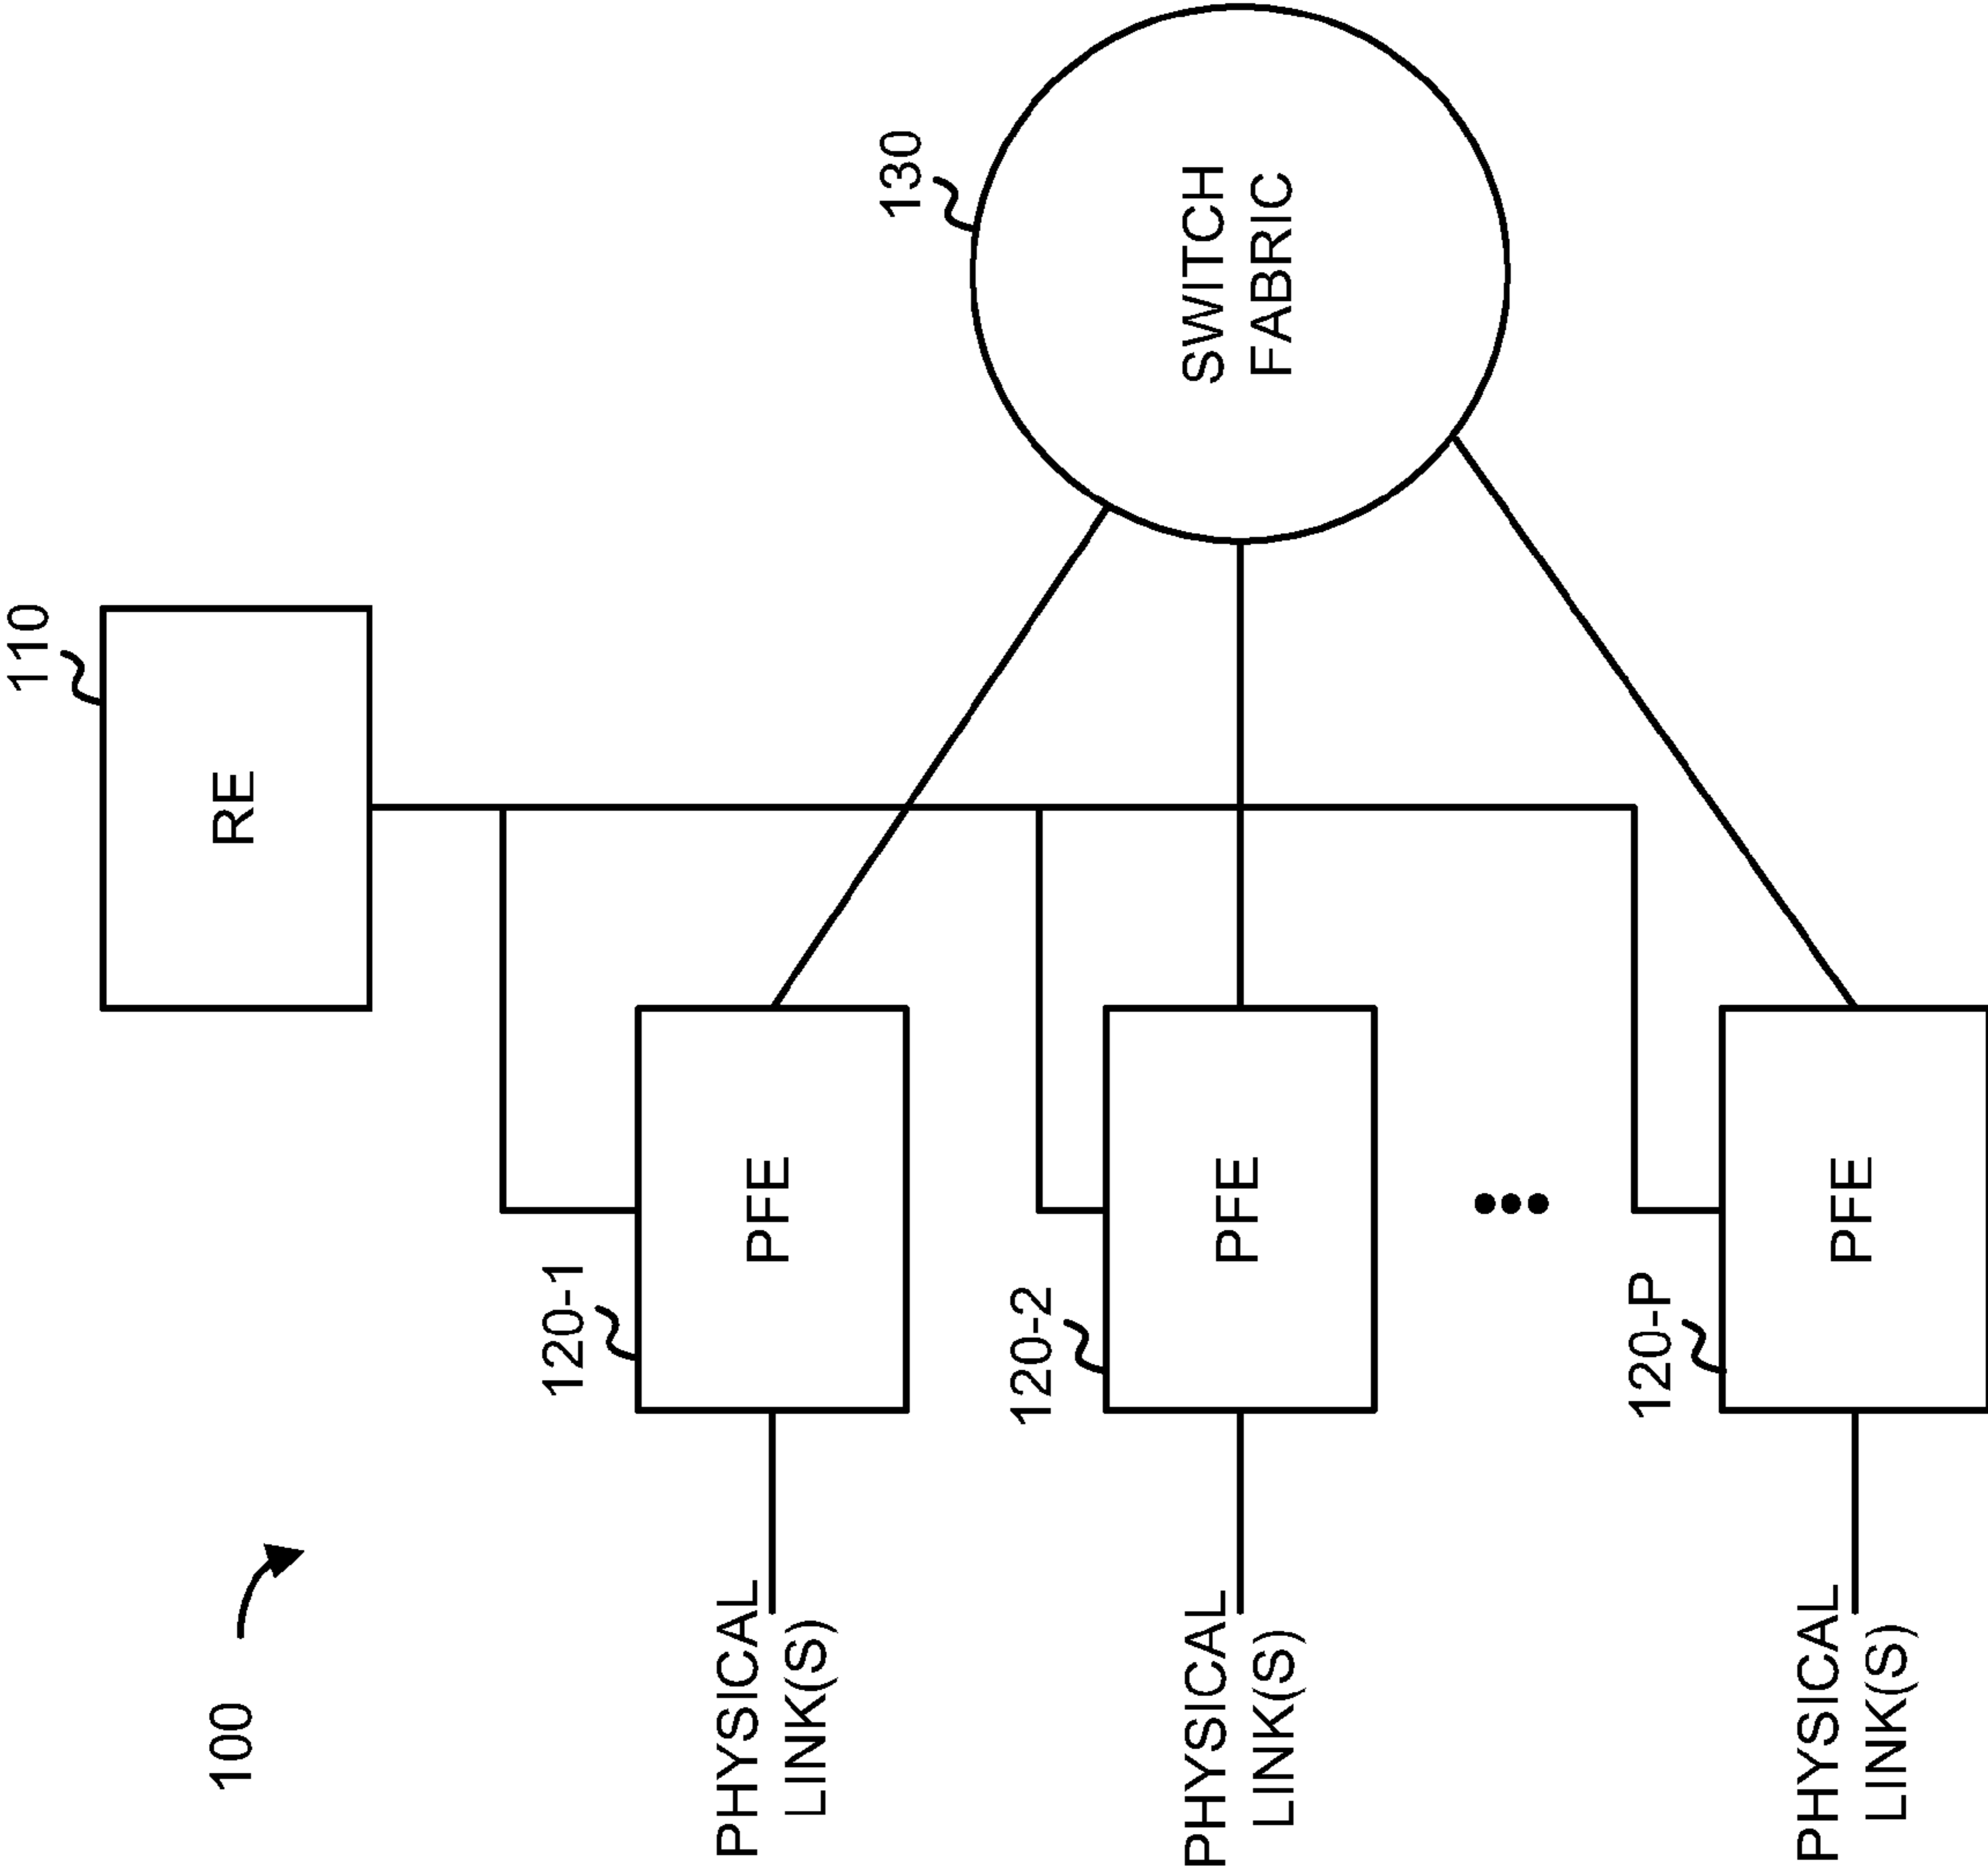 100
110
RE
120-1
PFE
PHYSICAL
LINK(S)
130
SWITCH
FABRIC
120-2
PFE
PHYSICAL
LINK(S)
120-P
PFE
PHYSICAL
LINK(S)